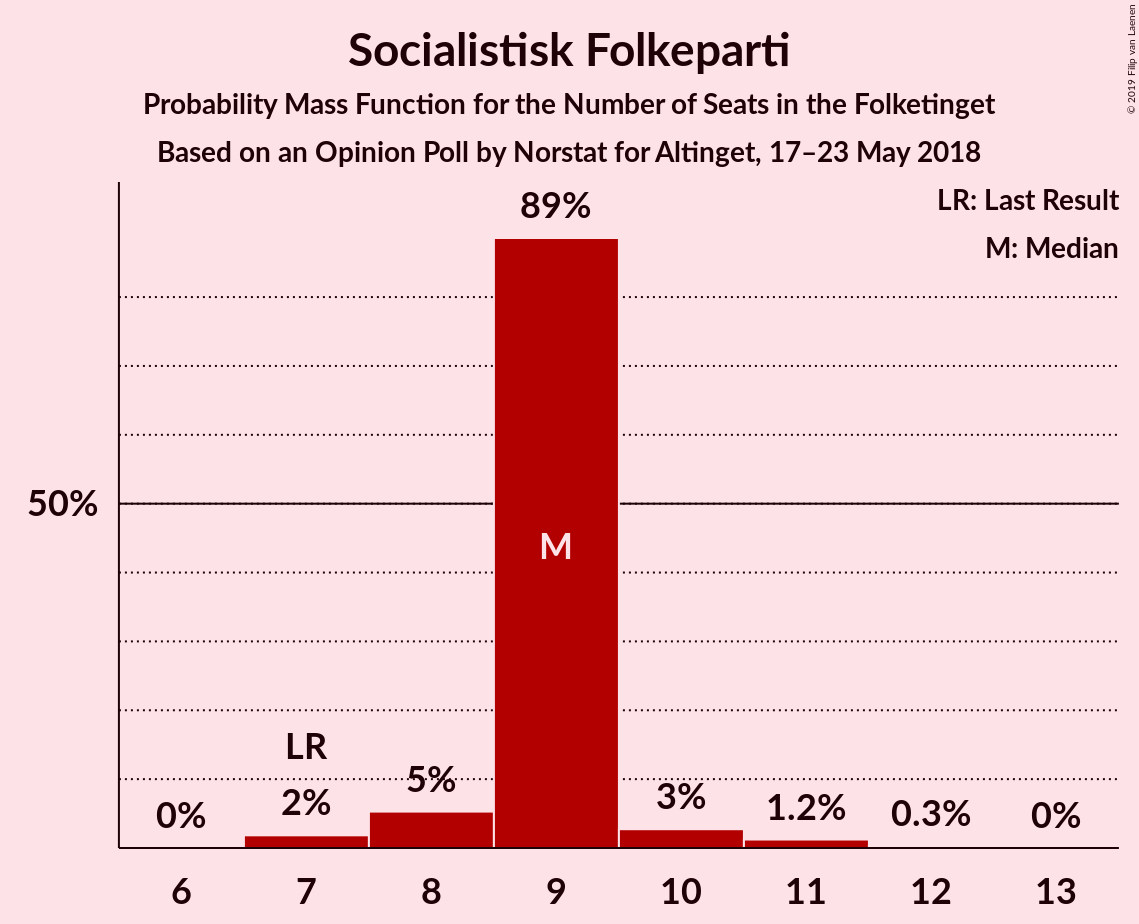 Socialistisk Folkeparti
Probability Mass Function for the Number of Seats in the Folketinget
Based on an Opinion Poll by Norstat for Altinget, 17–23 May 2018
© 2019 Filip van Laenen
LR: Last Result
M: Median
89%
50%
M
LR
0%
2%
5%
3%
1.2%
0.3%
0%
6 7 8 9 10 11 12 13